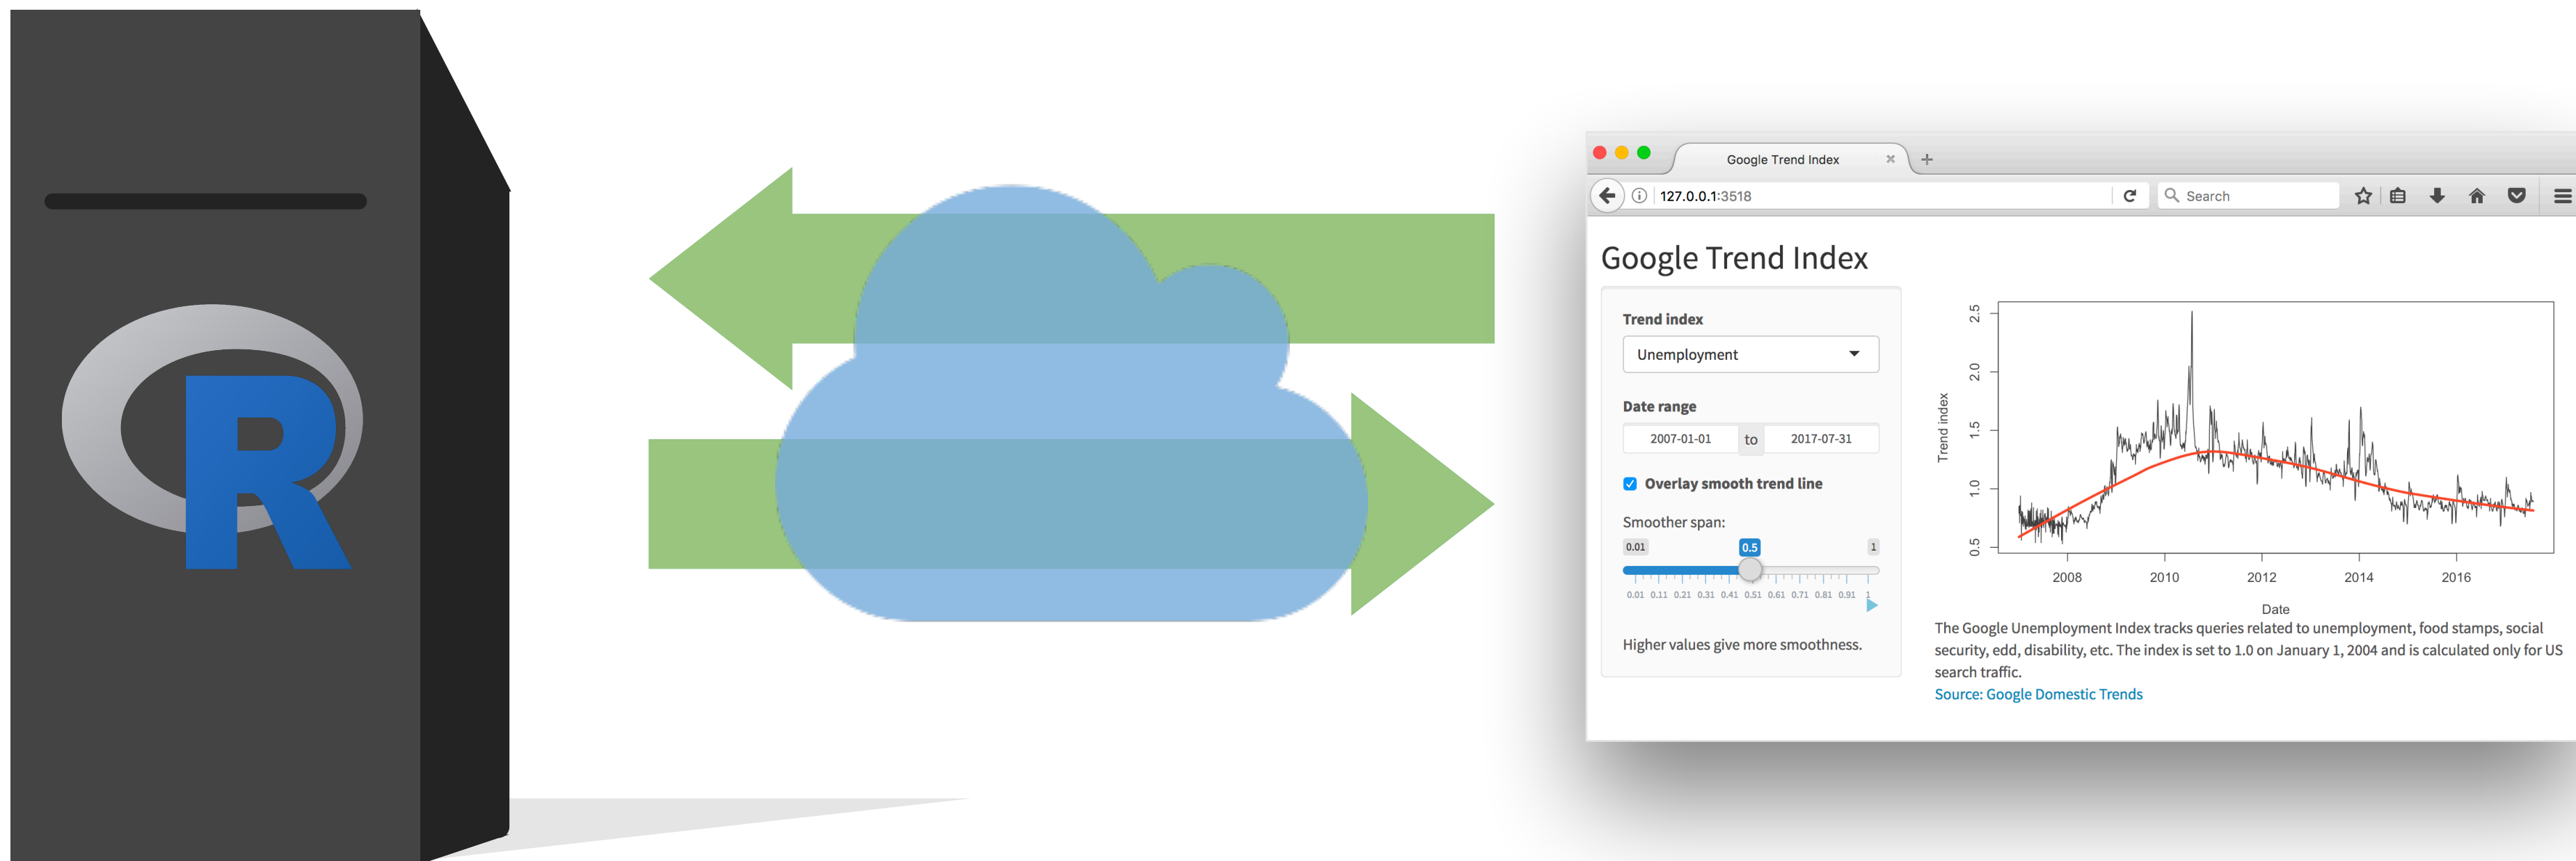 R
Google Trend Index
127.0.0.1:3518
Search
Google Trend Index
Trend index
Unemployment
Date range
2007-01-01 to 2017-07-31
Overlay smooth trend line
Smoother span:
0.01 0.5 1
0.01 0.11 0.21 0.31 0.41 0.51 0.61 0.71 0.81 0.91 1
Higher values give more smoothness.
Trend index
2.5
2.0
1.5
1.0
0.5
2008 2010 2012 2014 2016
Date
The Google Unemployment Index tracks queries related to unemployment, food stamps, social
security, edd, disability, etc. The index is set to 1.0 on January 1, 2004 and is calculated only for US
search traffic.
Source: Google Domestic Trends